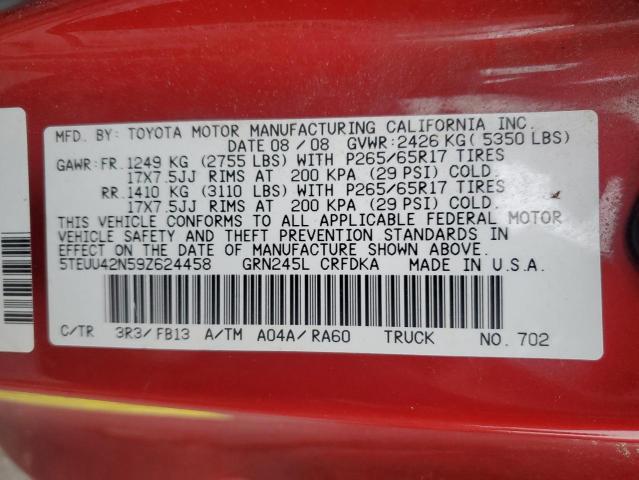 MFD. BY: TOYOTA MOTOR MANUFACTURING CALIFORNIA INC.
DATE 08/08 GVWR:2426 KG( 5350 LBS)
GAWR:FR.1249 KG (2755 LBS) WITH P265/65R17 TIRES
17X7.5JJ RIMS AT 200 KPA (29 PSI) COLD.
RR.1410 KG (3110 LBS) WITH P265/65R17 TIRES
17X7.5JJ RIMS AT 200 KPA (29 PSI) COLD.
THIS VEHICLE CONFORMS TO ALL APPLICABLE FEDERAL MOTOR
VEHICLE SAFETY AND THEFT PREVENTION STANDARDS IN
EFFECT ON THE DATE OF MANUFACTURE SHOWN ABOVE.
5TEUU42N59Z624458 GRN245L CRFDKA MADE IN U.S.A.
C/TR 3R3/FB13 A/TM A04A/RA60 TRUCK NO. 702